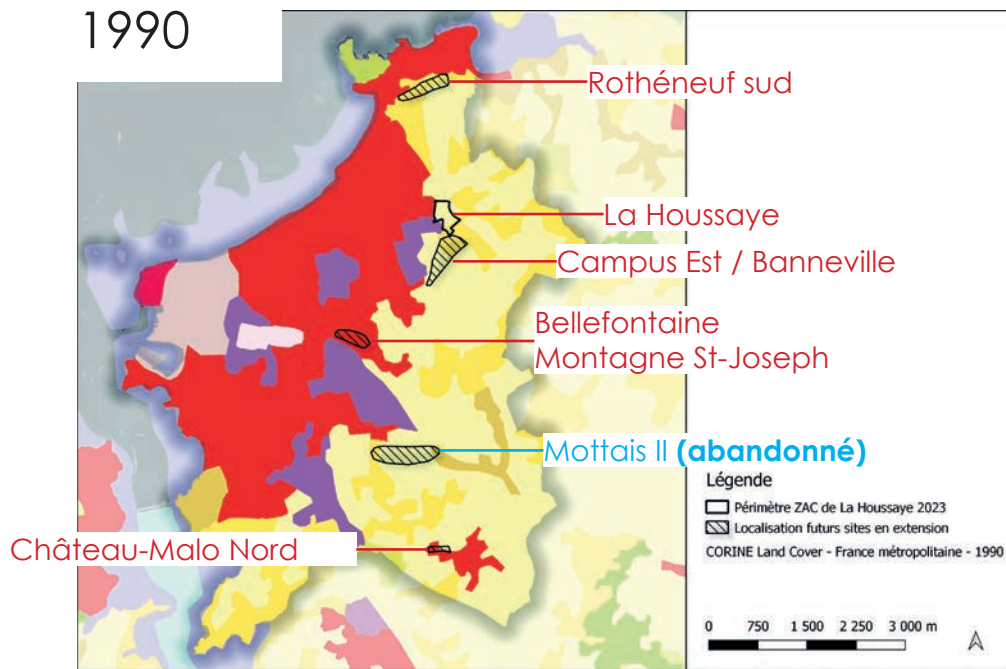 1990
Rothéneuf sud
La Houssaye
Campus Est / Banneville
Bellefontaine
Montagne St-Joseph
Mottais II (abandonné)
Château-Malo Nord
Légende
Périmètre ZAC de La Houssaye 2023
Localisation futurs sites en extension
CORINE Land Cover - France métropolitaine - 1990
0 750 1 500 2 250 3 000 m